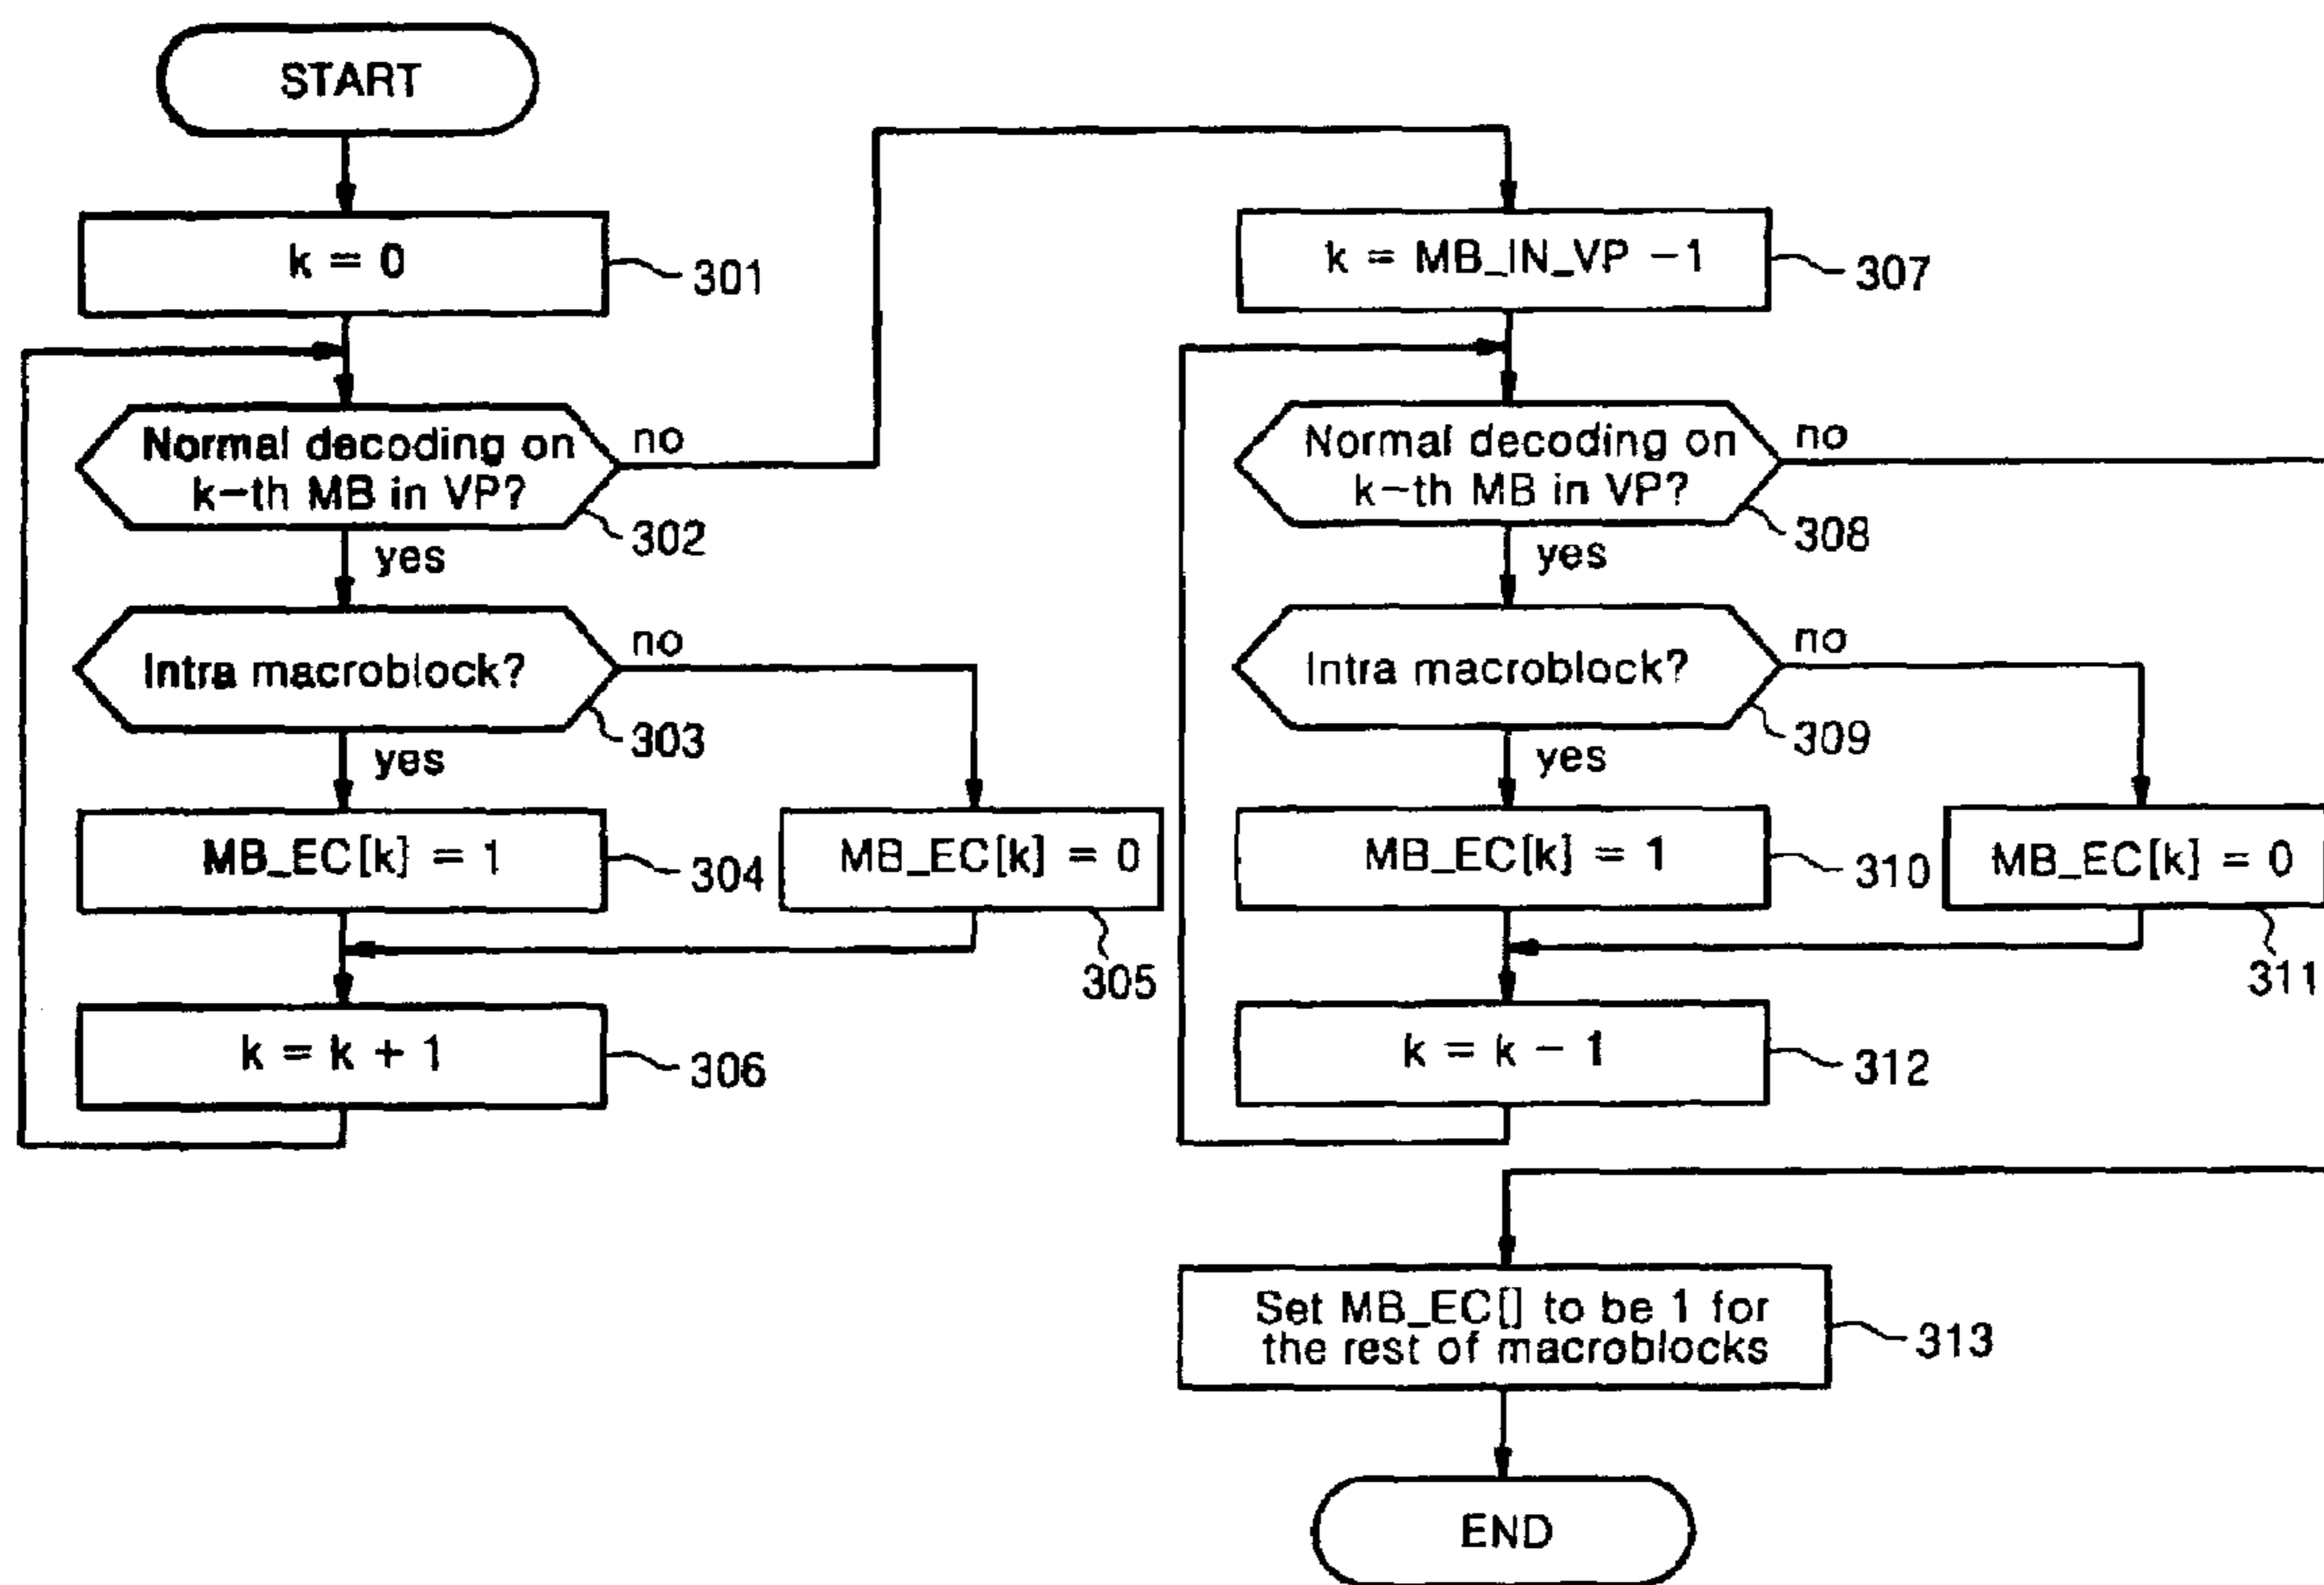 START
k = 0
301
Normal decoding on
k-th MB in VP?
no
302
yes
Intra macroblock?
no
303
yes
MB_EC[k] = 1
304
MB_EC[k] = 0
305
k = k + 1
306
k = MB_IN_VP -1
307
Normal decoding on
k-th MB in VP?
no
308
yes
Intra macroblock?
no
309
yes
MB_EC[k] = 1
310
MB_EC[k] = 0
311
k = k - 1
312
Set MB_EC[] to be 1 for
the rest of macroblocks
313
END